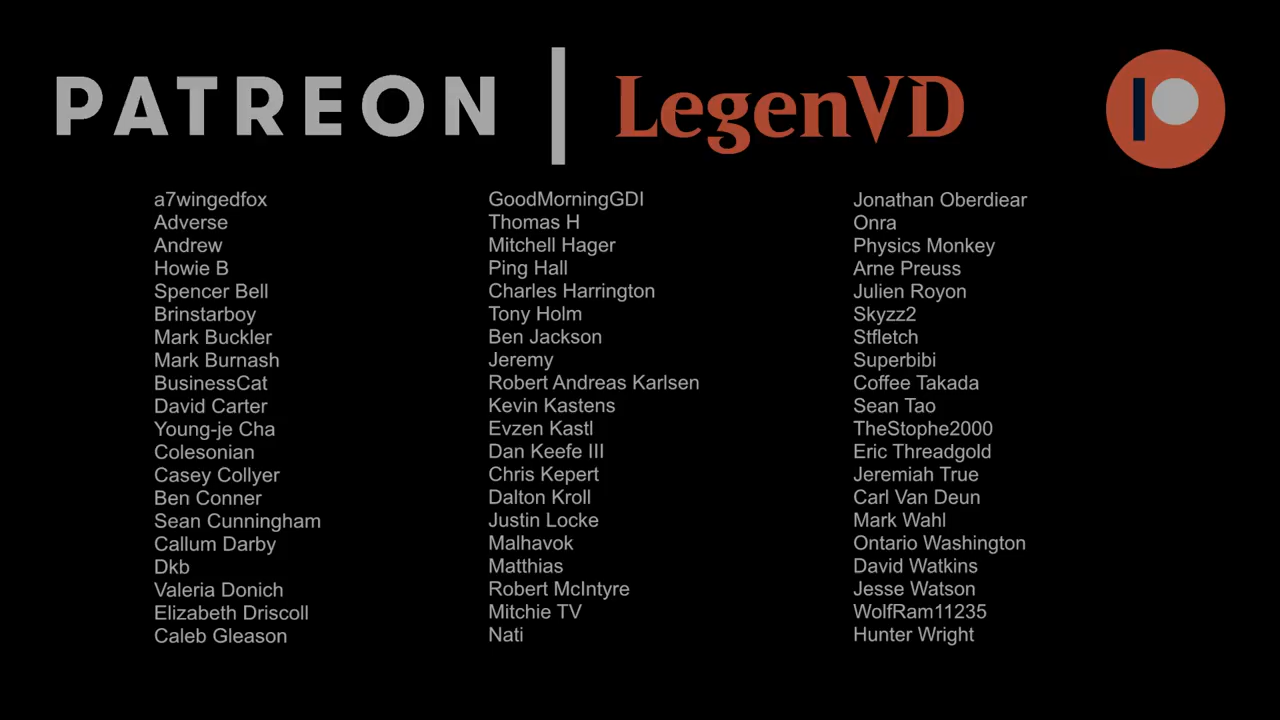 PATREON | LegenVD
a7wingedfox
Adverse
Andrew
Howie B
Spencer Bell
Brinstarboy
Mark Buckler
Mark Burnash
BusinessCat
David Carter
Young-je Cha
Colesonian
Casey Collyer
Ben Conner
Sean Cunningham
Callum Darby
Dkb
Valeria Donich
Elizabeth Driscoll
Caleb Gleason
GoodMorningGDI
Thomas H
Mitchell Hager
Ping Hall
Charles Harrington
Tony Holm
Ben Jackson
Jeremy
Robert Andreas Karlsen
Kevin Kastens
Evzen Kastl
Dan Keefe III
Chris Kepert
Dalton Kroll
Justin Locke
Malhavok
Matthias
Robert McIntyre
Mitchie TV
Nati
Jonathan Oberdiear
Onra
Physics Monkey
Arne Preuss
Julien Royon
Skyzz2
Stfletch
Superbibi
Coffee Takada
Sean Tao
TheStophe2000
Eric Threadgold
Jeremiah True
Carl Van Deun
Mark Wahl
Ontario Washington
David Watkins
Jesse Watson
WolfRam11235
Hunter Wright